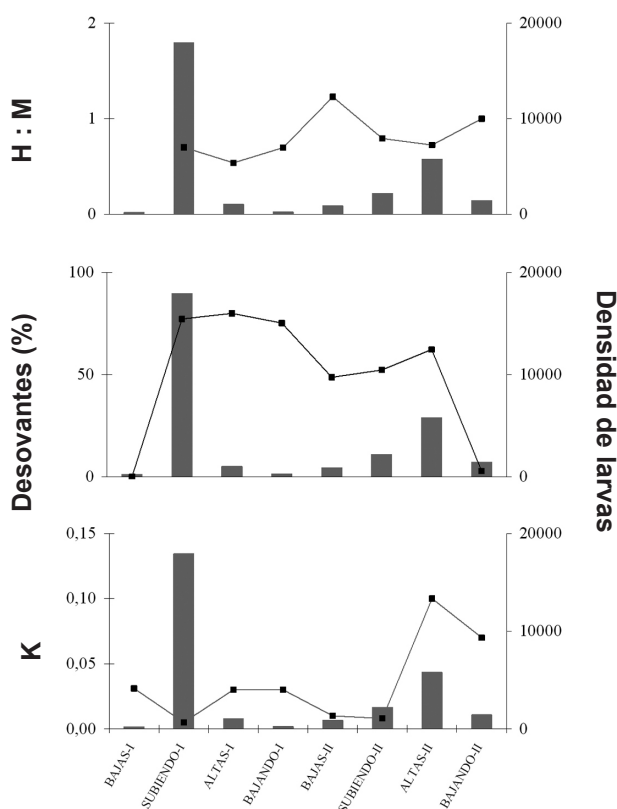 H : M
2
1
0
20000
10000
0
Desovantes (%)
100
50
0
20000
10000
0
Densidad de larvas
K
0,15
0,10
0,05
0,00
20000
10000
0
BAJAS-I
SUBIENDO-I
ALTAS-I
BAJANDO-I
BAJAS-II
SUBIENDO-II
ALTAS-II
BAJANDO-II